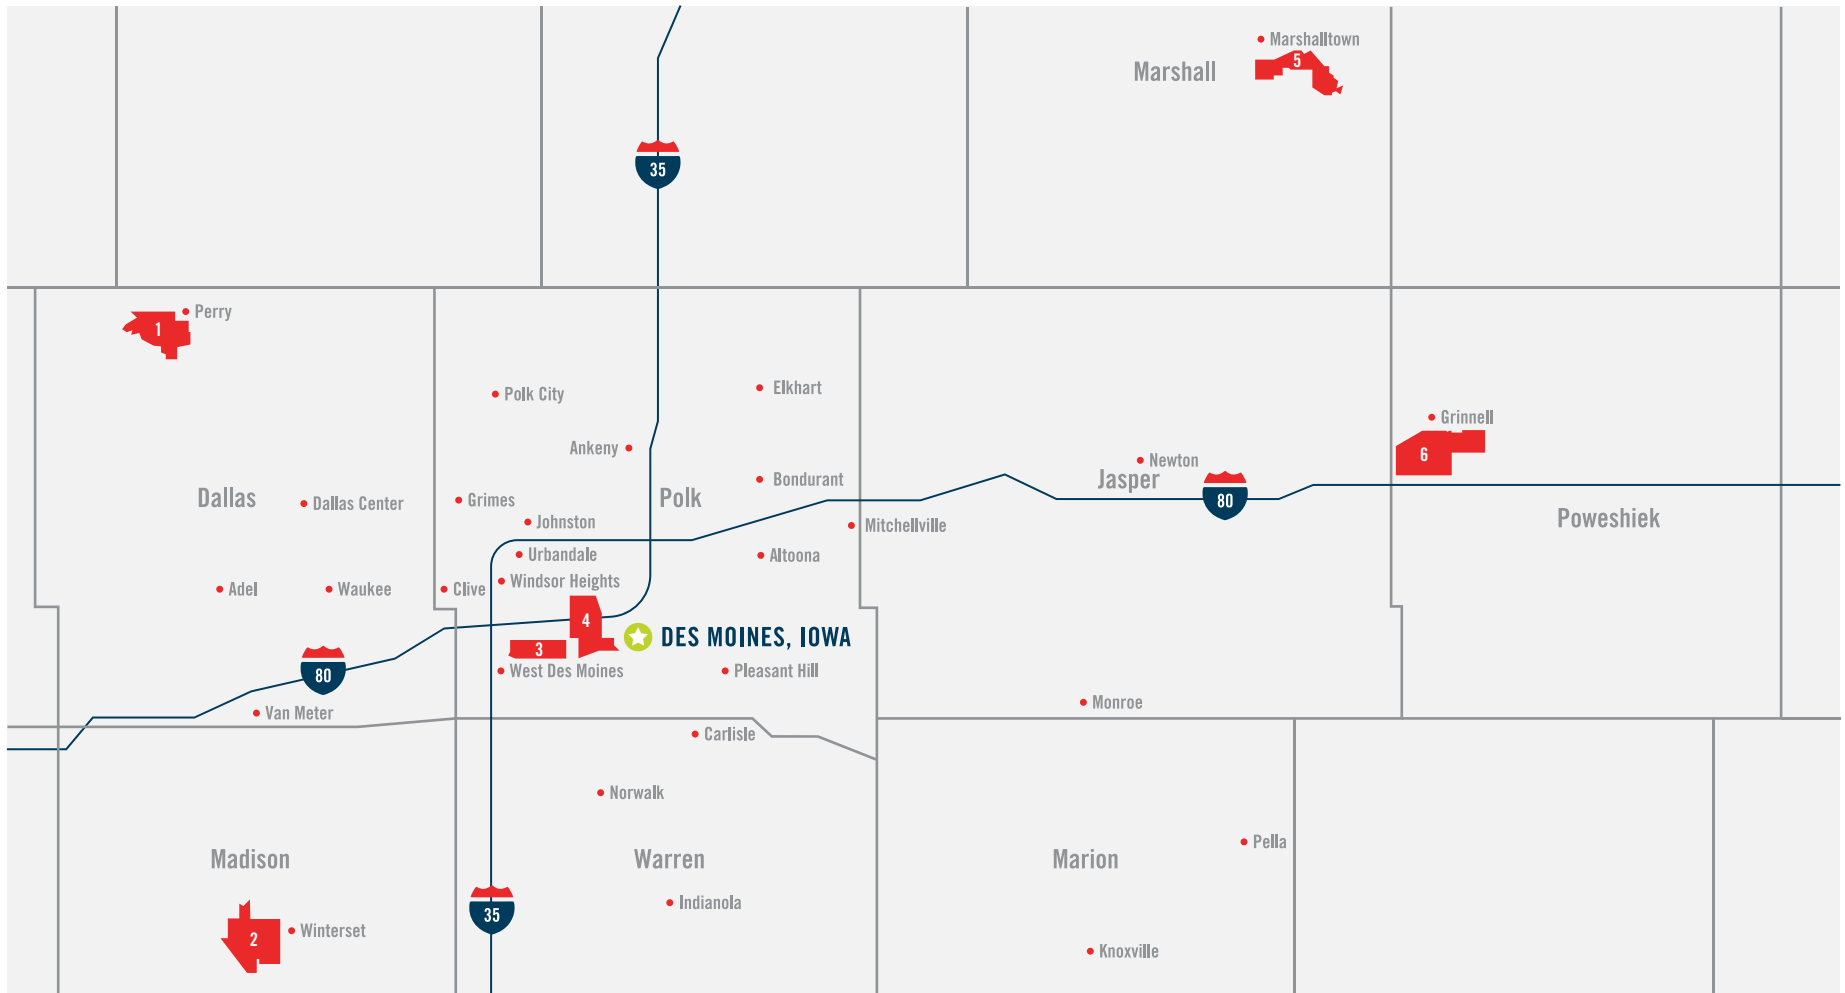 Marshalltown
5
Marshall
35
Perry
1
Polk City
Elkhart
Grinnell
Ankeny
6
Newton
Bondurant
Jasper
80
Dallas
Dallas Center
Grimes
Polk
Johnston
Mitchellville
Poweshiek
Urbandale
Altoona
Windsor Heights
Adel
Waukee
Clive
4
DES MOINES, IOWA
3
West Des Moines
Pleasant Hill
80
Van Meter
Monroe
Carlisle
Norwalk
Pella
Madison
Warren
Marion
Indianola
35
Winterset
2
Knoxville